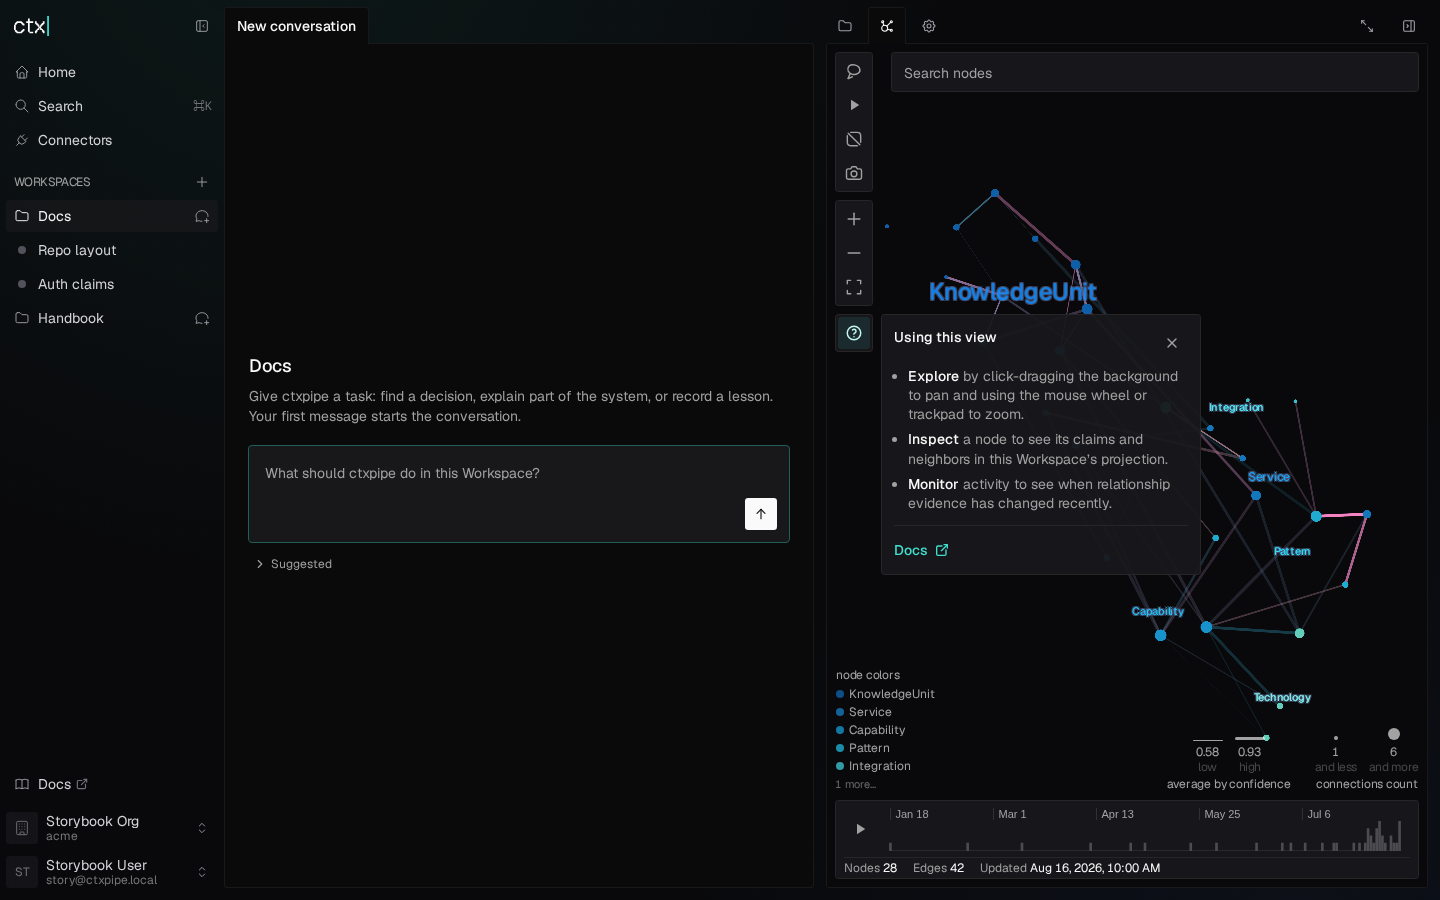 ctx
Home
Search ⌘K
Connectors
WORKSPACES
Docs
Repo layout
Auth claims
Handbook
Docs
Storybook Org
acme
ST
Storybook User
story@ctxpipe.local
New conversation
Docs
Give ctxpipe a task: find a decision, explain part of the system, or record a lesson.
Your first message starts the conversation.
What should ctxpipe do in this Workspace?
Suggested
Search nodes
KnowledgeUnit
Using this view
Explore by click-dragging the background
to pan and using the mouse wheel or
trackpad to zoom.
Inspect a node to see its claims and
neighbors in this Workspace's projection.
Monitor activity to see when relationship
evidence has changed recently.
Docs
Integration
Service
Pattern
Capability
Technology
node colors
KnowledgeUnit
Service
Capability
Pattern
Integration
1 more...
0.58 0.93
low high
average by confidence
1 6
and less and more
connections count
Jan 18 Mar 1 Apr 13 May 25 Jul 6
Nodes 28 Edges 42 Updated Aug 16, 2026, 10:00 AM